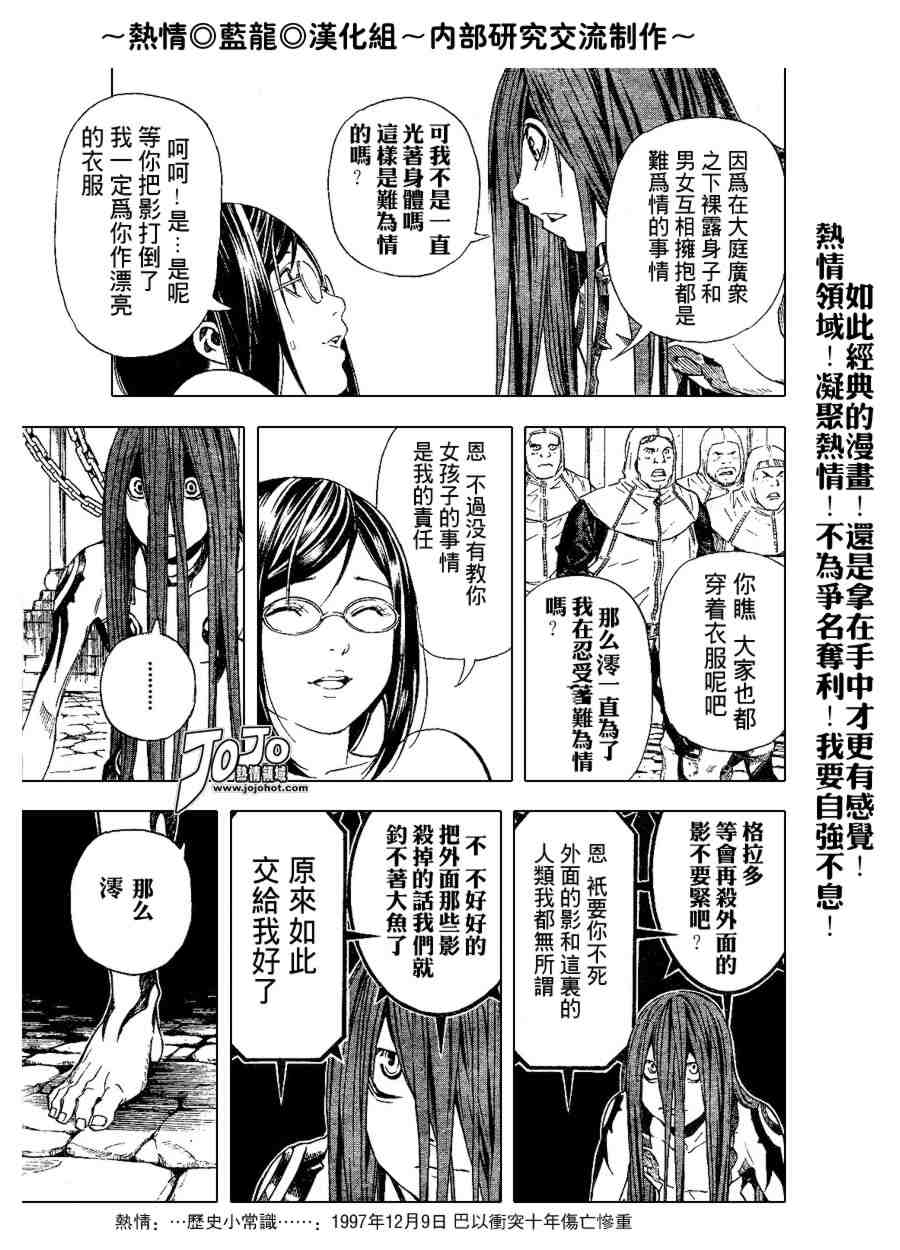 ～熱情◎藍龍◎漢化組～内部研究交流制作～
因爲在大庭廣衆
之下裸露身子和
男女互相擁抱都是
難爲情的事情
可我不是一直
光著身體嗎
這樣是難為情
的嗎？
呵呵！是…是呢
等你把影打倒了
我一定爲你作漂亮
的衣服
你瞧 大家也都
穿着衣服呢吧
那么澪一直為了
我在忍受著難為情
嗎？
恩 不過没有教你
女孩子的事情
是我的責任
………
JOJO
熱情領域
www.jojohot.com
格拉多
等會再殺外面的
影不要緊吧？
恩 衹要你不死
外面的影和這裏的
人類我都無所謂
不 不好好的
把外面那些影
殺掉的話我們就
釣不著大魚了
原來如此
交給我好了
那么
澪
如此經典的漫畫！還是拿在手中才更有感覺！
熱情領域！凝聚熱情！不為爭名奪利！我要自強不息！
熱情：…歷史小常識……：1997年12月9日 巴以衝突十年傷亡慘重